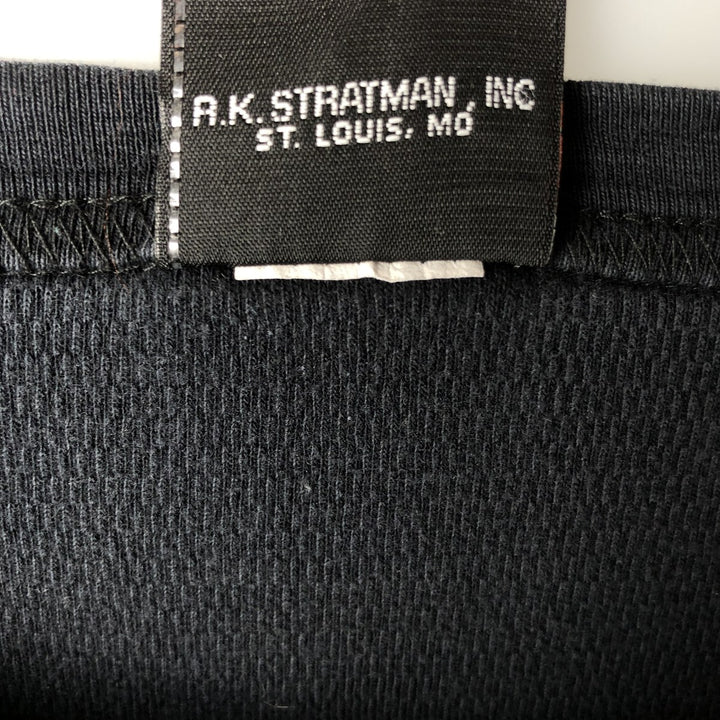 R.K. STRATMAN, INC
ST. LOUIS, MO